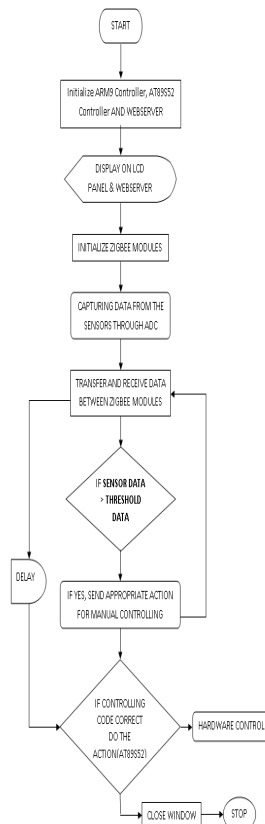 START
Initialize ARM9 Controller, AT89S52
Controller AND WEBSERVER
DISPLAY ON LCD
PANEL & WEBSERVER
INITIALIZE ZIGBEE MODULES
CAPTURING DATA FROM THE
SENSORS THROUGH ADC
TRANSFER AND RECEIVE DATA
BETWEEN ZIGBEE MODULES
IF SENSOR DATA
> THRESHOLD
DATA
DELAY
IF YES, SEND APPROPRIATE ACTION
FOR MANUAL CONTROLLING
IF CONTROLLING
CODE CORRECT
DO THE
ACTION(AT89S52)
HARDWARE CONTROL
CLOSE WINDOW
STOP